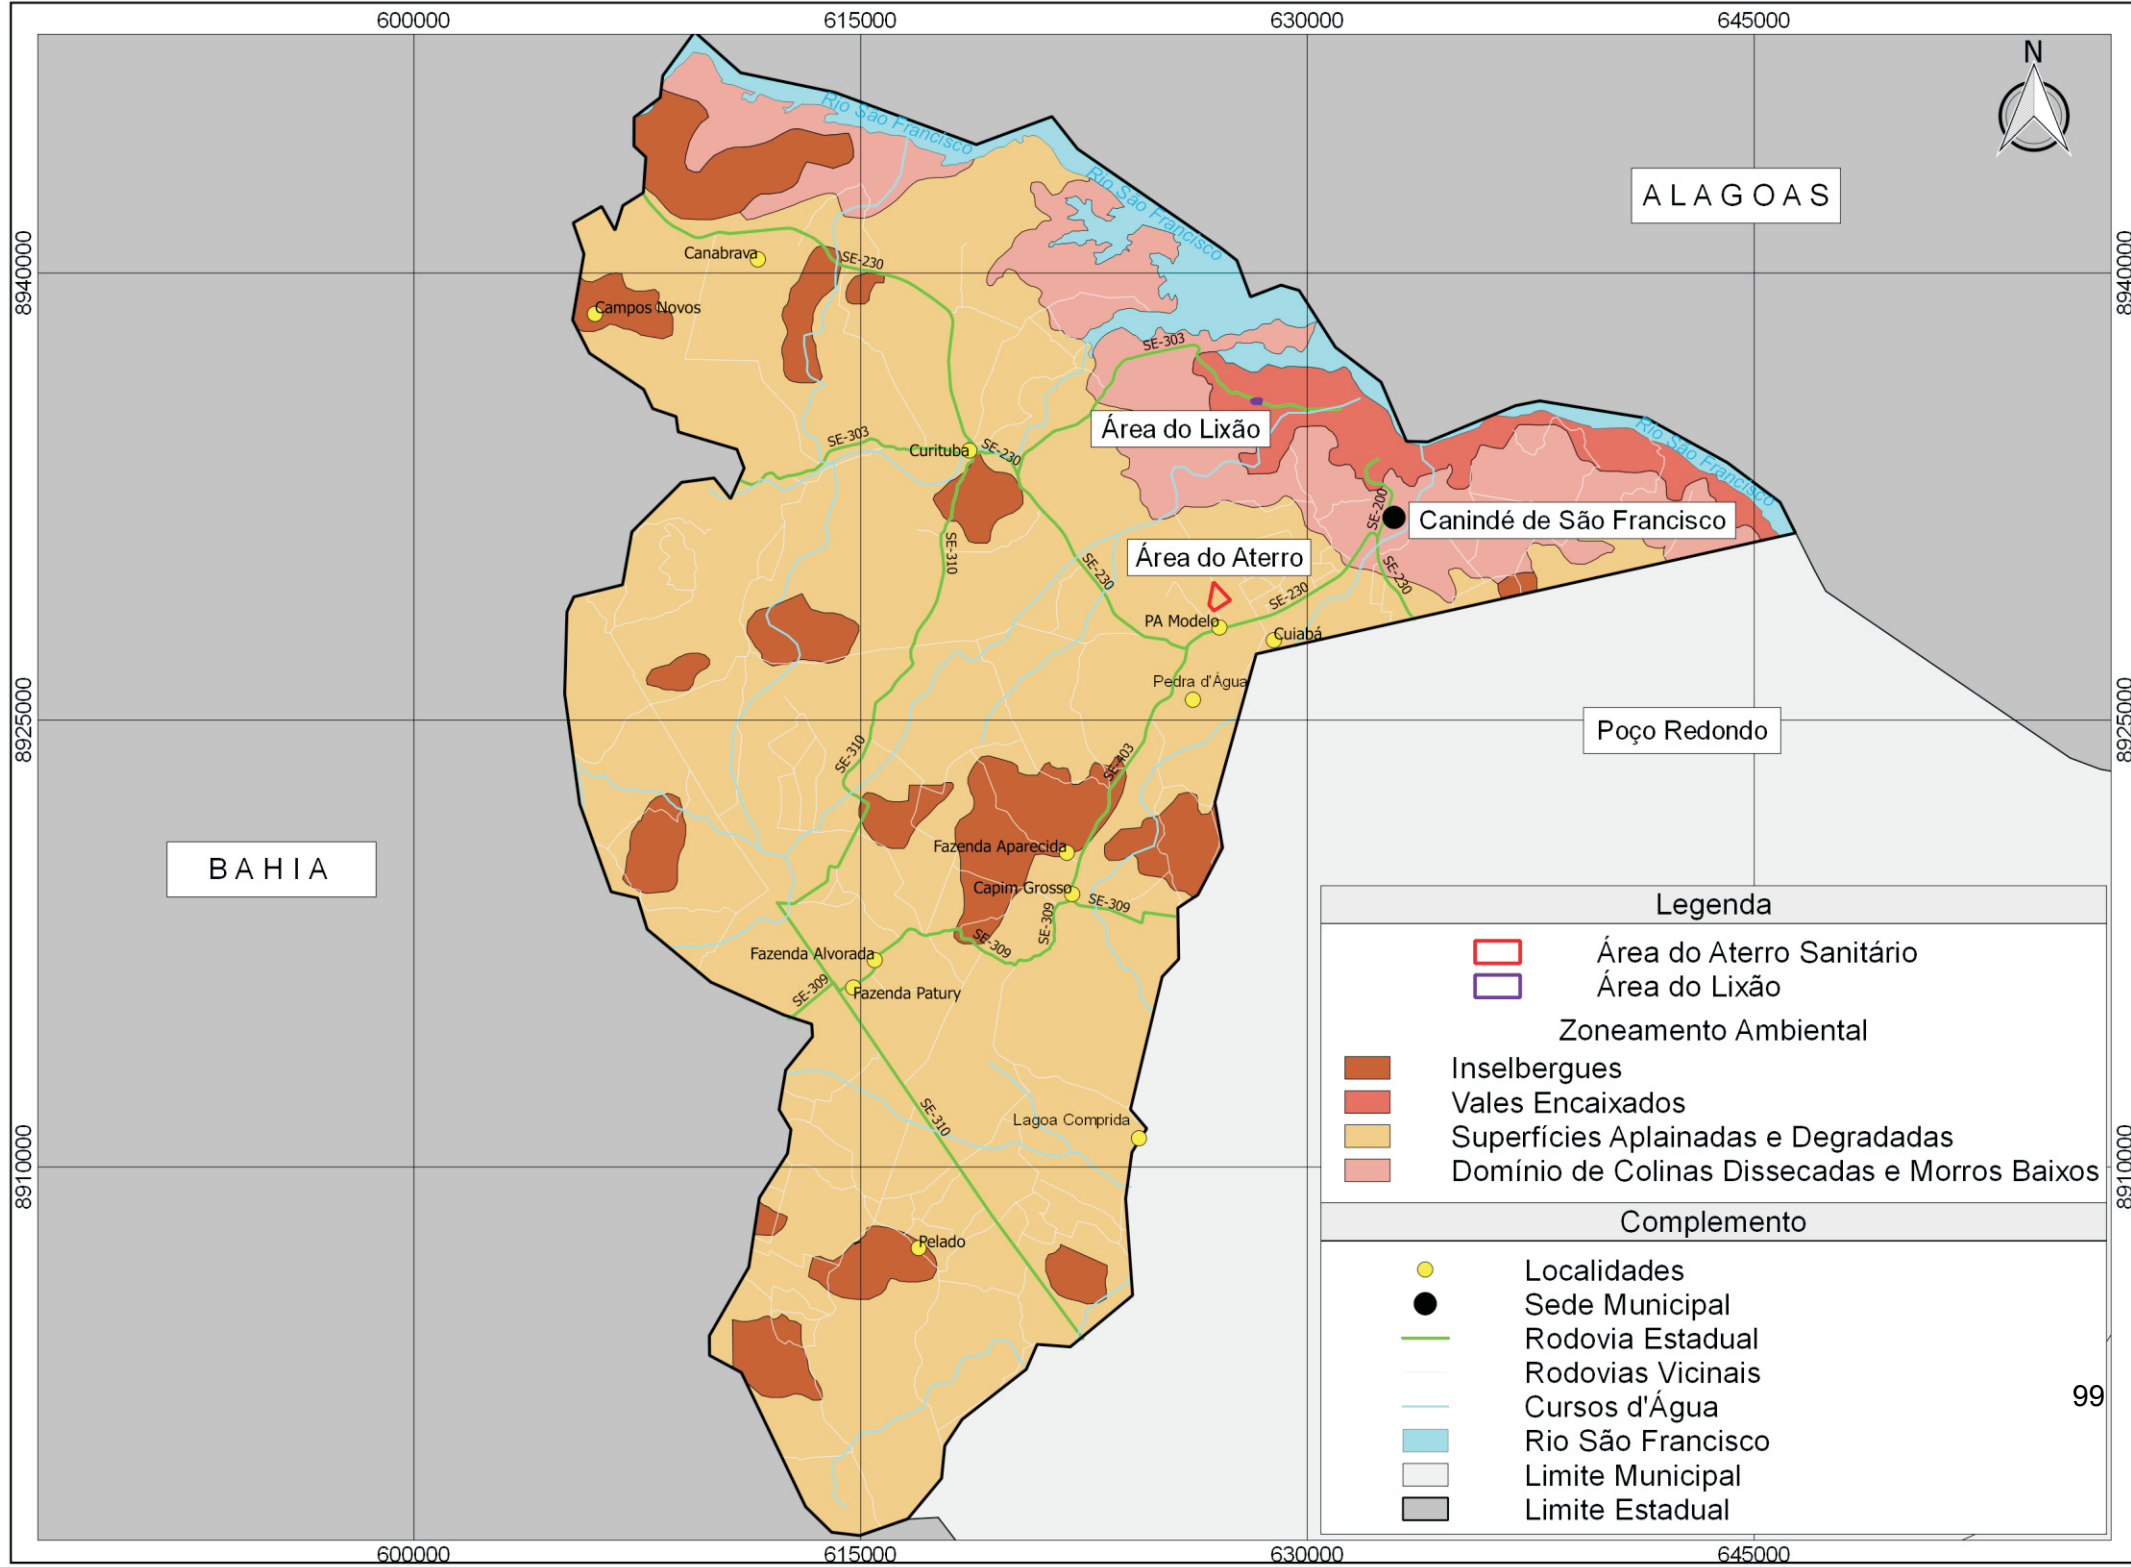 600000
615000
630000
645000
N
Rio São Francisco
Rio São Francisco
ALAGOAS
8940000
8940000
Canabrava
SE-230
Campos Novos
SE-303
Área do Lixão
SE-303
Curituba
SE-230
Rio São Francisco
SE-200
Canindé de São Francisco
SE-310
Área do Aterro
SE-230
SE-230
SE-230
PA Modelo
Cuiabá
Pedra d'Água
8925000
8925000
Poço Redondo
SE-310
SE-403
BAHIA
Fazenda Aparecida
Capim Grosso
SE-309
SE-309
SE-309
Fazenda Alvorada
SE-309
Fazenda Patury
SE-310
Lagoa Comprida
8910000
8910000
Pelado
Legenda
Área do Aterro Sanitário
Área do Lixão
Zoneamento Ambiental
Inselbergues
Vales Encaixados
Superfícies Aplainadas e Degradadas
Domínio de Colinas Dissecadas e Morros Baixos
Complemento
Localidades
Sede Municipal
Rodovia Estadual
Rodovias Vicinais
99
Cursos d'Água
Rio São Francisco
Limite Municipal
Limite Estadual
600000
615000
630000
645000